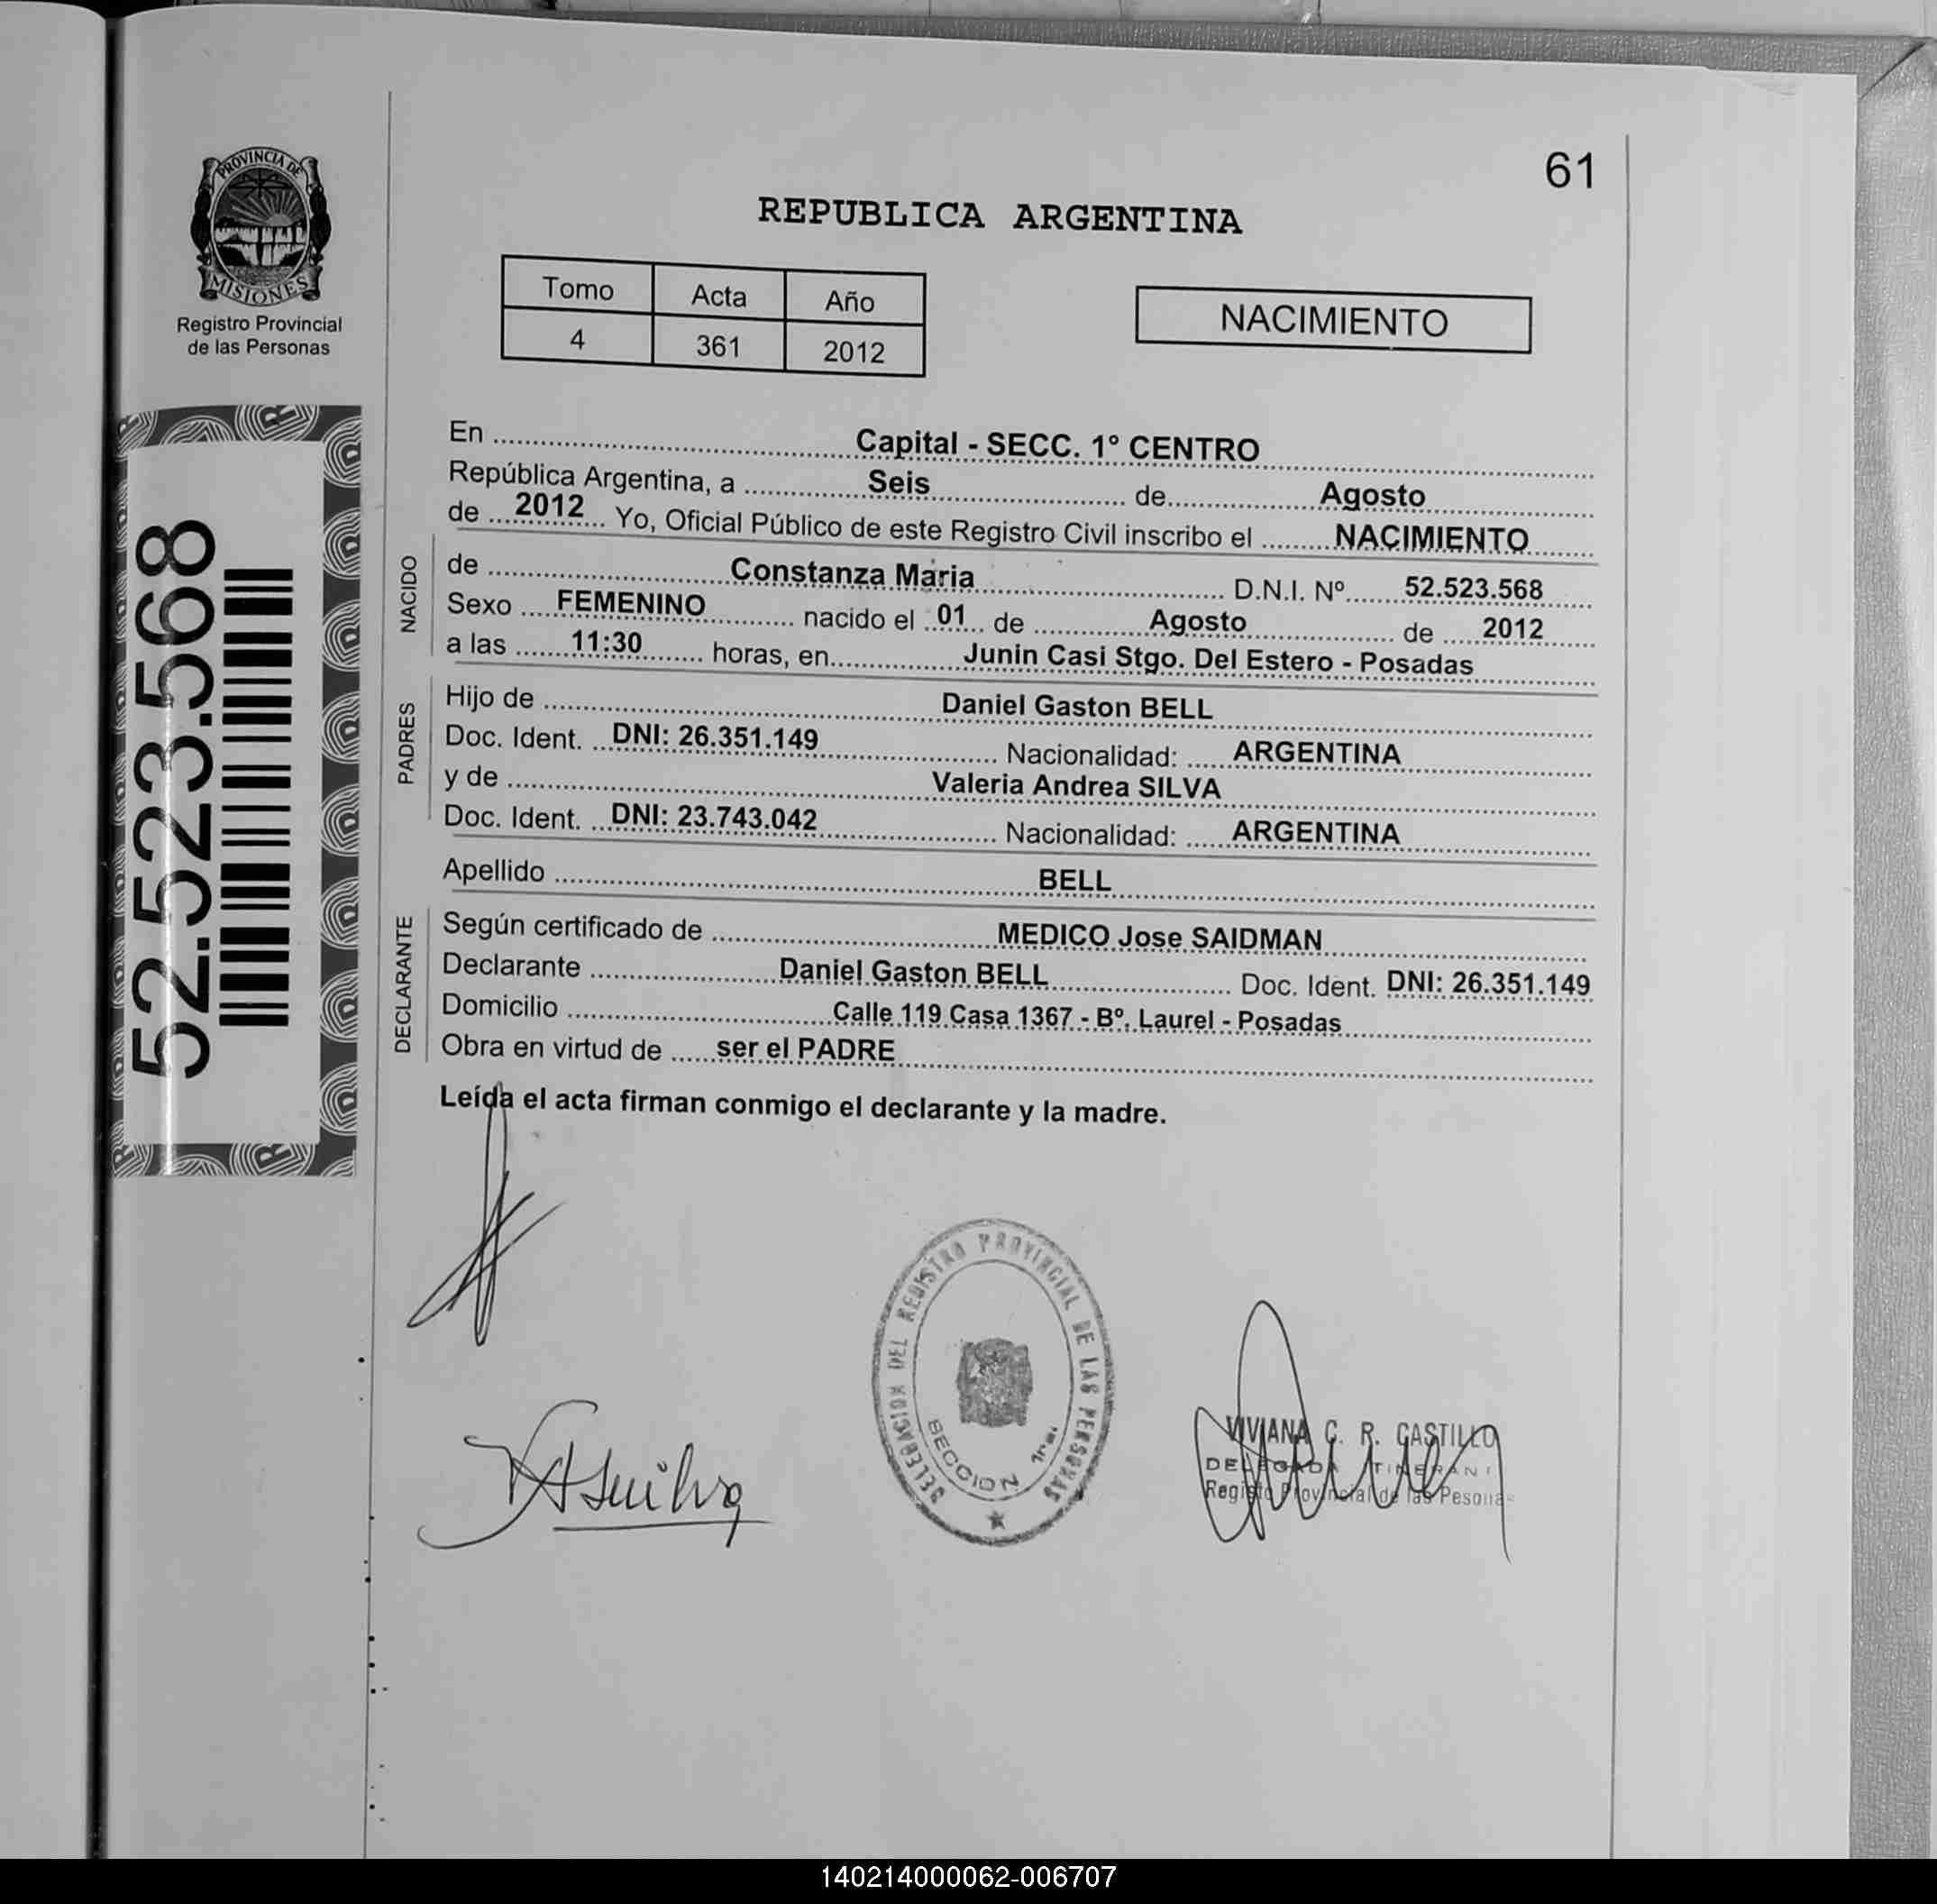 61
PROVINCIA DE
MISIONES
Registro Provincial
de las Personas
REPUBLICA ARGENTINA
Tomo Acta Año
4 361 2012
NACIMIENTO
52.523.568
En Capital - SECC. 1° CENTRO
República Argentina, a Seis de Agosto
de 2012 Yo, Oficial Público de este Registro Civil inscribo el NACIMIENTO
NACIDO
de Constanza Maria D.N.I. Nº 52.523.568
Sexo FEMENINO nacido el 01 de Agosto de 2012
a las 11:30 horas, en Junin Casi Stgo. Del Estero - Posadas
PADRES
Hijo de Daniel Gaston BELL
Doc. Ident. DNI: 26.351.149 Nacionalidad: ARGENTINA
y de Valeria Andrea SILVA
Doc. Ident. DNI: 23.743.042 Nacionalidad: ARGENTINA
Apellido BELL
DECLARANTE
Según certificado de MEDICO Jose SAIDMAN
Declarante Daniel Gaston BELL Doc. Ident. DNI: 26.351.149
Domicilio Calle 119 Casa 1367 - Bº. Laurel - Posadas
Obra en virtud de ser el PADRE
Leída el acta firman conmigo el declarante y la madre.
DELEGACION DEL REGISTRO PROVINCIAL DE LAS PERSONAS
SECCION 1ra.
VIVIANA C. R. CASTILLO
Registo Provincial de las Pesonas
140214000062-006707